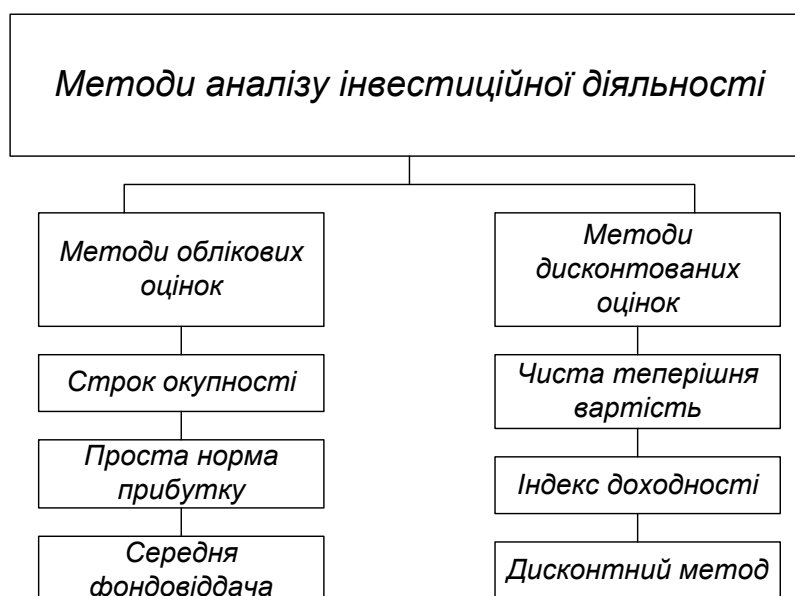 Методи аналізу інвестиційної діяльності
Методи облікових
оцінок
Строк окупності
Проста норма
прибутку
Середня
фондовіддача
Методи
дисконтованих
оцінок
Чиста теперішня
вартість
Індекс доходності
Дисконтний метод